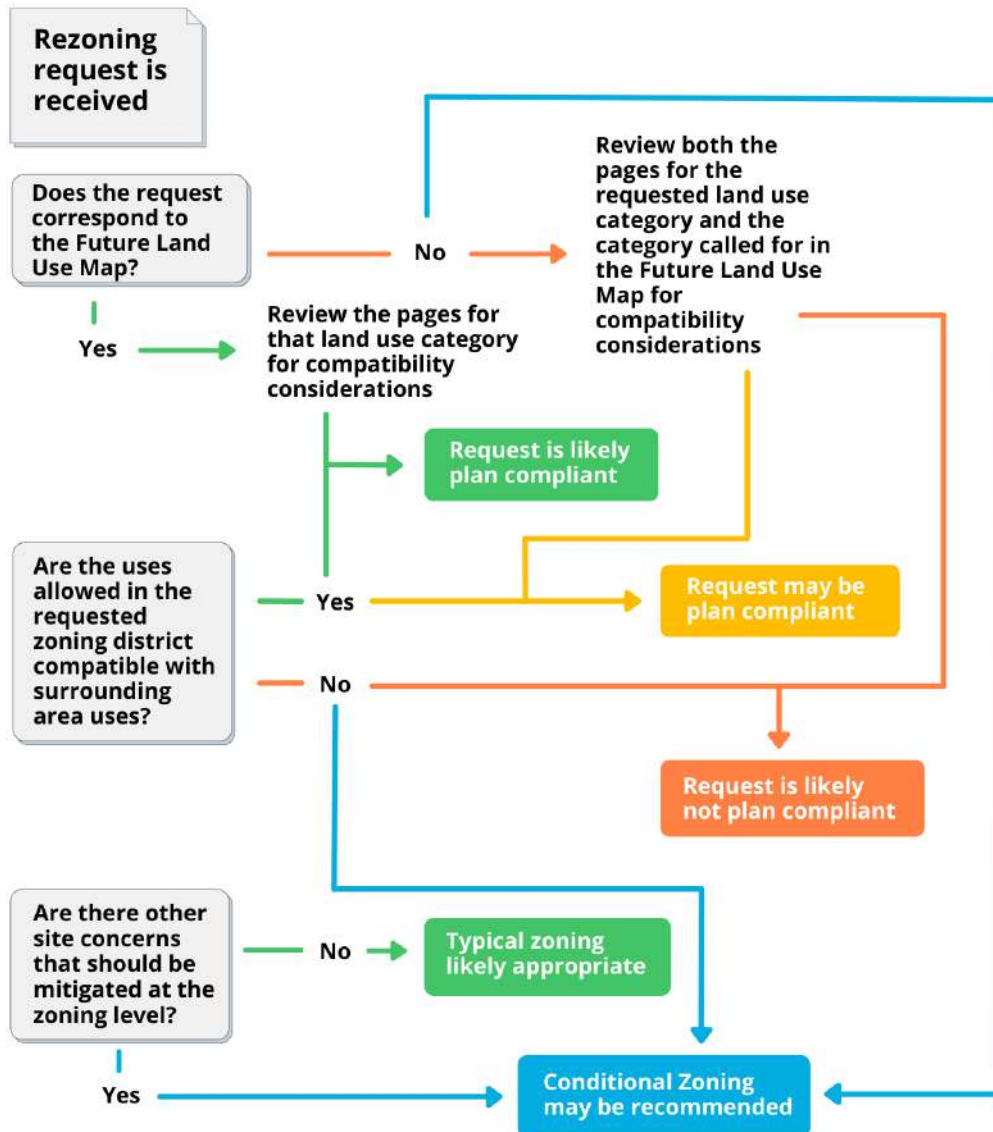 Rezoning
request is
received
Does the request
correspond to
the Future Land
Use Map?
No
Review both the
pages for the
requested land use
category and the
category called for in
the Future Land Use
Map for
compatibility
considerations
Yes
Review the pages for
that land use category
for compatibility
considerations
Request is likely
plan compliant
Are the uses
allowed in the
requested
zoning district
compatible with
surrounding
area uses?
Yes
Request may be
plan compliant
No
Request is likely
not plan compliant
Are there other
site concerns
that should be
mitigated at the
zoning level?
No
Typical zoning
likely appropriate
Yes
Conditional Zoning
may be recommended